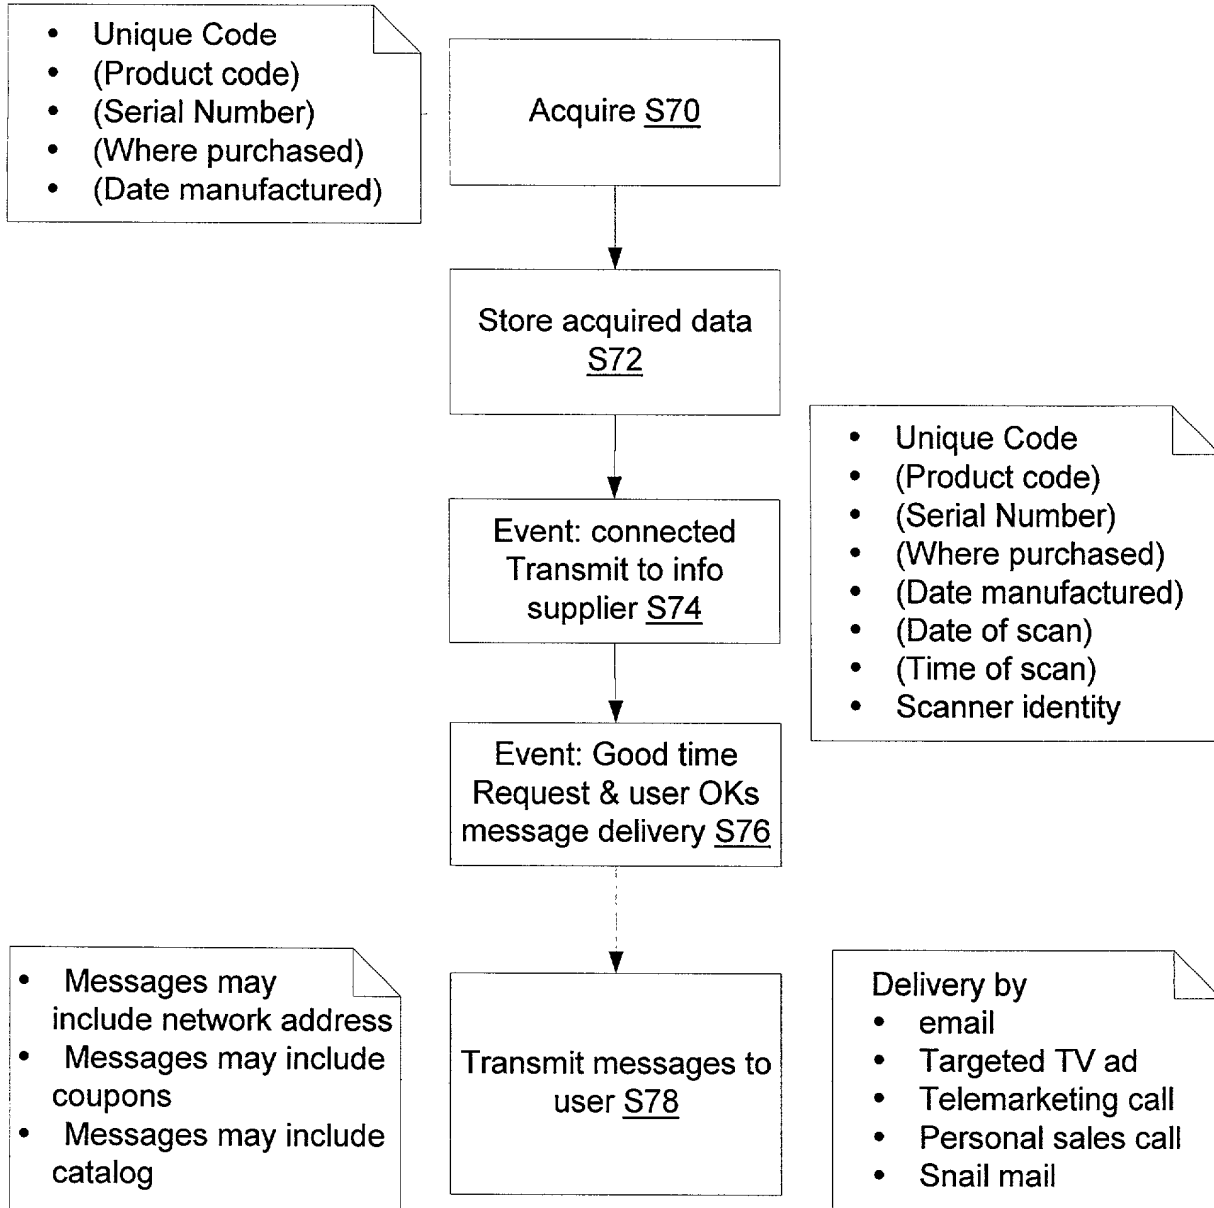 • Unique Code
• (Product code)
• (Serial Number)
• (Where purchased)
• (Date manufactured)
Acquire S70
Store acquired data
S72
Event: connected
Transmit to info
supplier S74
• Unique Code
• (Product code)
• (Serial Number)
• (Where purchased)
• (Date manufactured)
• (Date of scan)
• (Time of scan)
• Scanner identity
Event: Good time
Request & user OKs
message delivery S76
• Messages may
include network address
• Messages may include
coupons
• Messages may include
catalog
Transmit messages to
user S78
Delivery by
• email
• Targeted TV ad
• Telemarketing call
• Personal sales call
• Snail mail